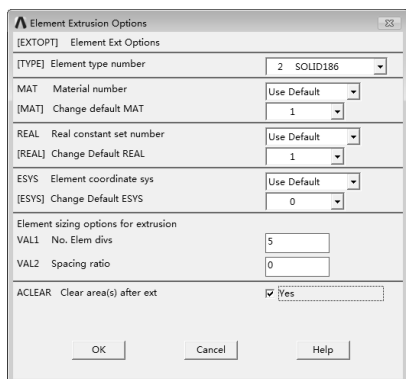 Element Extrusion Options
[EXTOPT] Element Ext Options
[TYPE] Element type number 2 SOLID186
MAT Material number Use Default
[MAT] Change default MAT 1
REAL Real constant set number Use Default
[REAL] Change Default REAL 1
ESYS Element coordinate sys Use Default
[ESYS] Change Default ESYS 0
Element sizing options for extrusion
VAL1 No. Elem divs 5
VAL2 Spacing ratio 0
ACLEAR Clear area(s) after ext Yes
OK Cancel Help